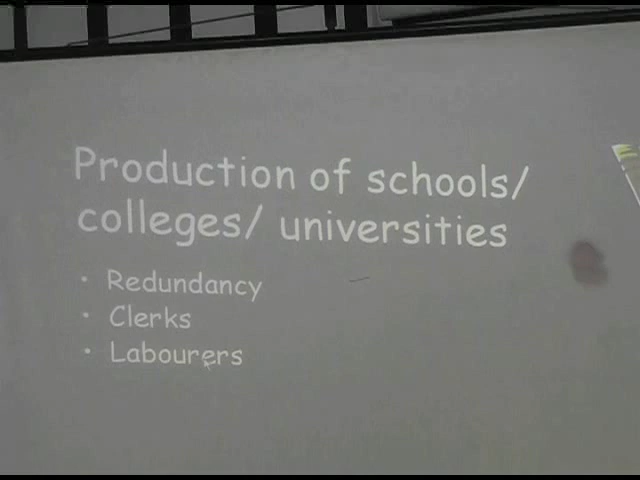 Production of schools/
colleges/ universities
• Redundancy
• Clerks
• Labourers